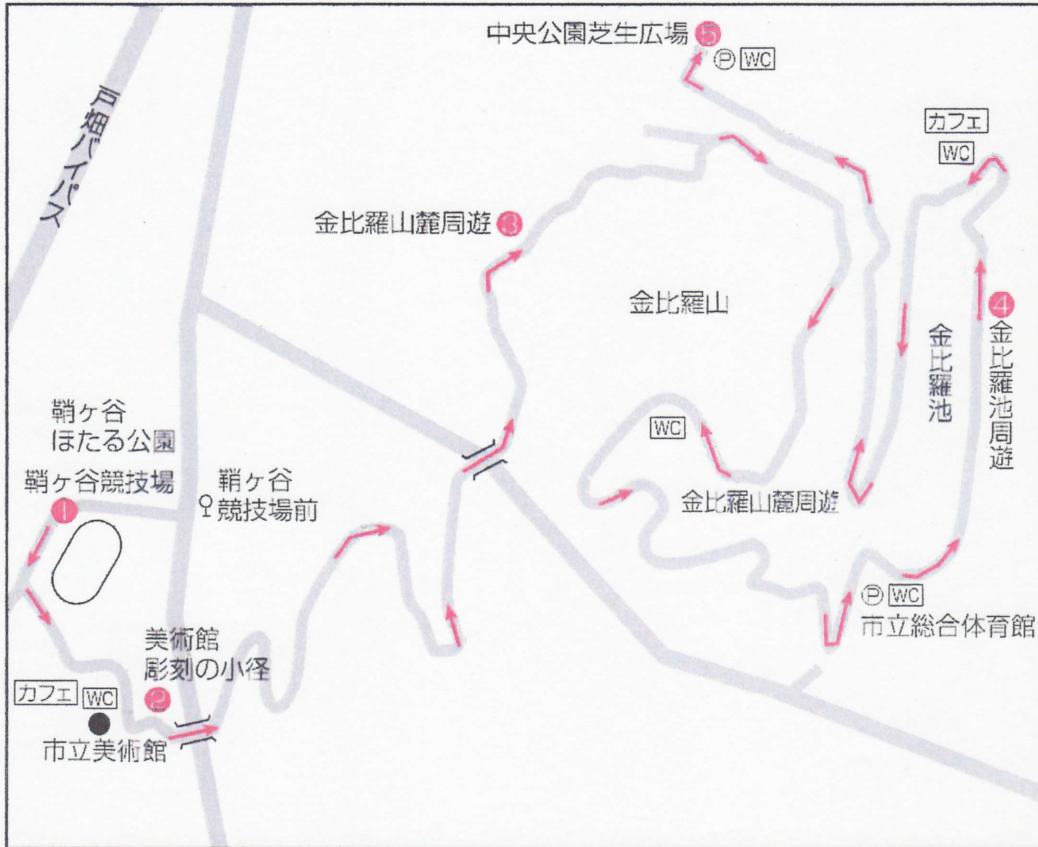 中央公園芝生広場 5
P WC
カフェ
WC
戸畑バイパス
金比羅山麓周遊 3
金比羅山
4 金比羅池周遊
金比羅池
WC
鞘ヶ谷
ほたる公園
鞘ヶ谷競技場
1
鞘ヶ谷
競技場前
金比羅山麓周遊
P WC
市立総合体育館
美術館
彫刻の小径
2
カフェ WC
市立美術館